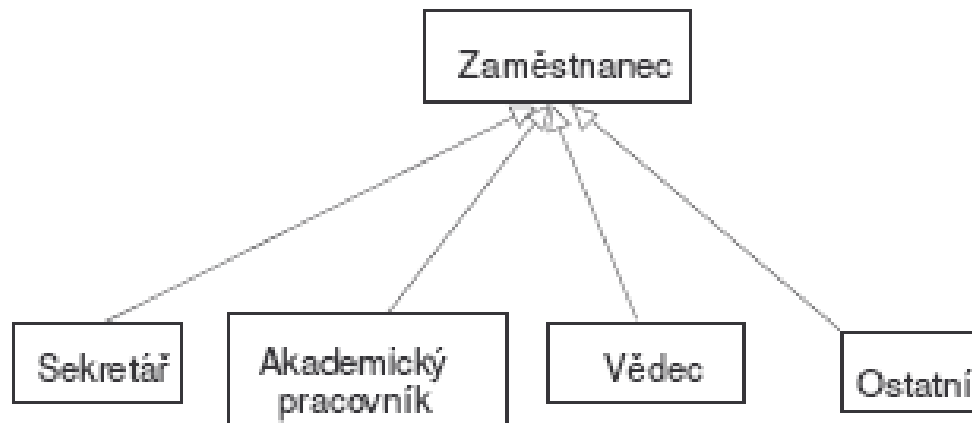 Zaměstnanec
Sekretář
Akademický
pracovník
Vědec
Ostatní